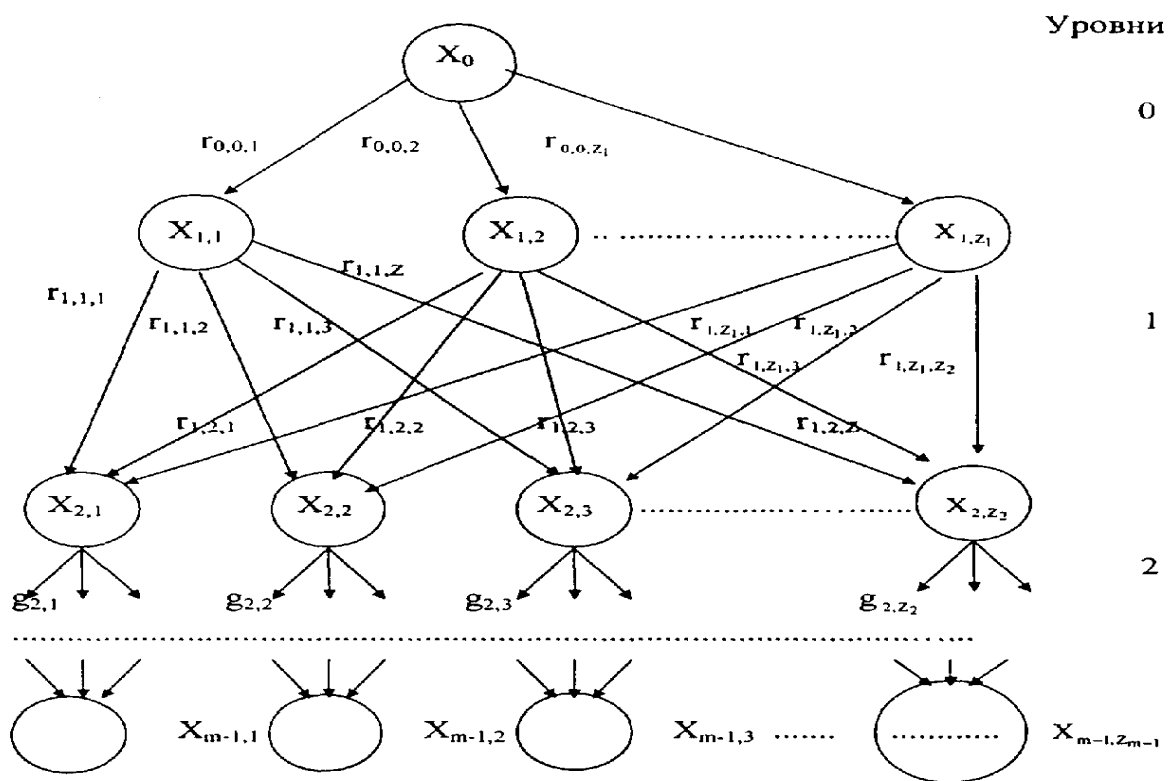 Уровни
X₀
0
r₀,₀,₁ r₀,₀,₂ r₀,₀,z₁
X₁,₁ X₁,₂ ........................ X₁,z₁
r₁,₁,z
r₁,₁,₁ r₁,₁,₂ r₁,₁,₃ r₁,z₁,₁ r₁,z₁,₂ 1
r₁,z₁,₃ r₁,z₁,z₂
r₁,₂,₁ r₁,₂,₂ r₁,₂,₃ r₁,₂,z
X₂,₁ X₂,₂ X₂,₃ ........................ X₂,z₂
2
g₂,₁ g₂,₂ g₂,₃ g₂,z₂
Xm-1,1 Xm-1,2 Xm-1,3 ...... Xm-1,zm-1